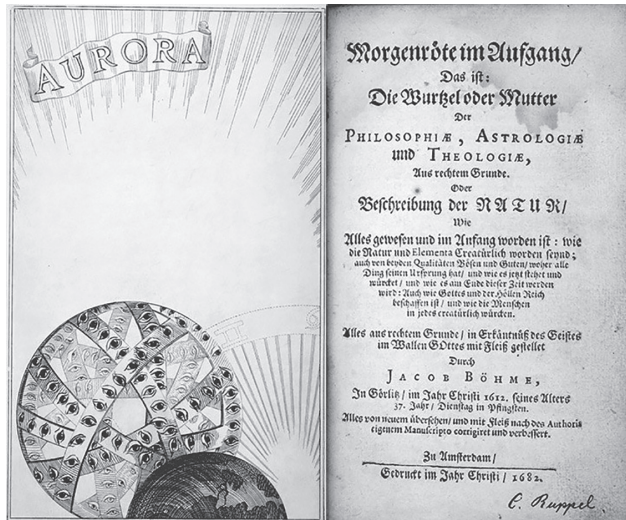 AURORA
Morgenröte im Aufgang/
Das ist:
Die Wurtzel oder Mutter
Der
PHILOSOPHIÆ, ASTROLOGIÆ
und THEOLOGIÆ,
Aus rechtem Grunde.
Oder
Beschreibung der NATUR/
Wie
Alles gewesen und im Anfang worden ist: wie
die Natur und Elementa Creatürlich worden seynd;
auch von beyden Qualitäten Bösen und Guten/ woher alle
Ding seinen Ursprung hat/ und wie es jetzt stehet und
würcket/ und wie es am Ende dieser Zeit werden
wird: Auch wie Gottes und der Höllen Reich
beschaffen ist/ und wie die Menschen
in jedes creatürlich würcken.
Alles aus rechtem Grunde/ in Erkäntnüß des Geistes
im Wallen GOttes mit Fleiß gestellet
Durch
JACOB BÖHME,
In Görlitz/ im Jahr Christi 1612. seines Alters
37. Jahr/ Dienstag in Pfingsten.
Alles von neuem übersehen/ und mit Fleiß nach des Authoris
eigenem Manuscripto corrigiret und verbessert.
Zu Amsterdam/
Gedruckt im Jahr Christi/ 1682.
C. Ruppel.